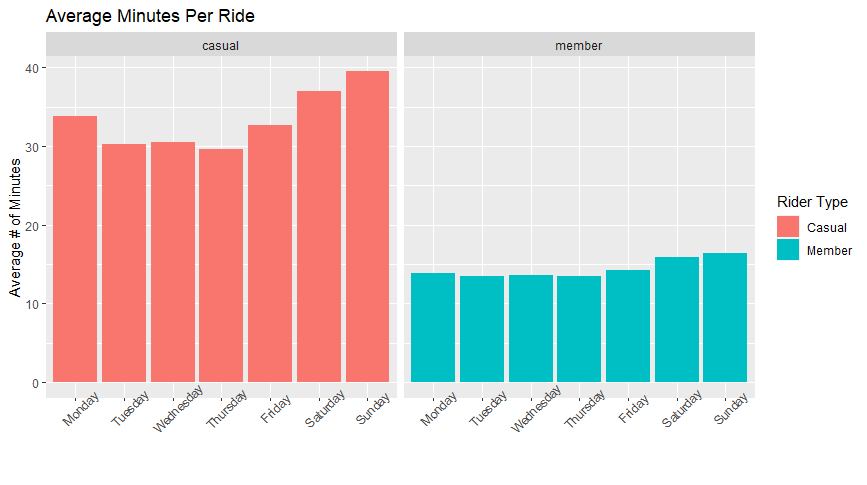 Average Minutes Per Ride
casual
member
Average # of Minutes
40
30
20
10
0
Monday
Tuesday
Wednesday
Thursday
Friday
Saturday
Sunday
Monday
Tuesday
Wednesday
Thursday
Friday
Saturday
Sunday
Rider Type
Casual
Member